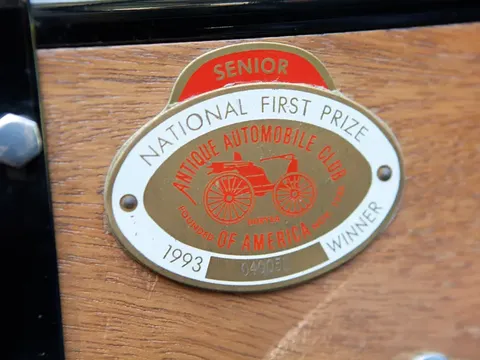 SENIOR
NATIONAL FIRST PRIZE
ANTIQUE AUTOMOBILE CLUB
OF AMERICA
1993
WINNER